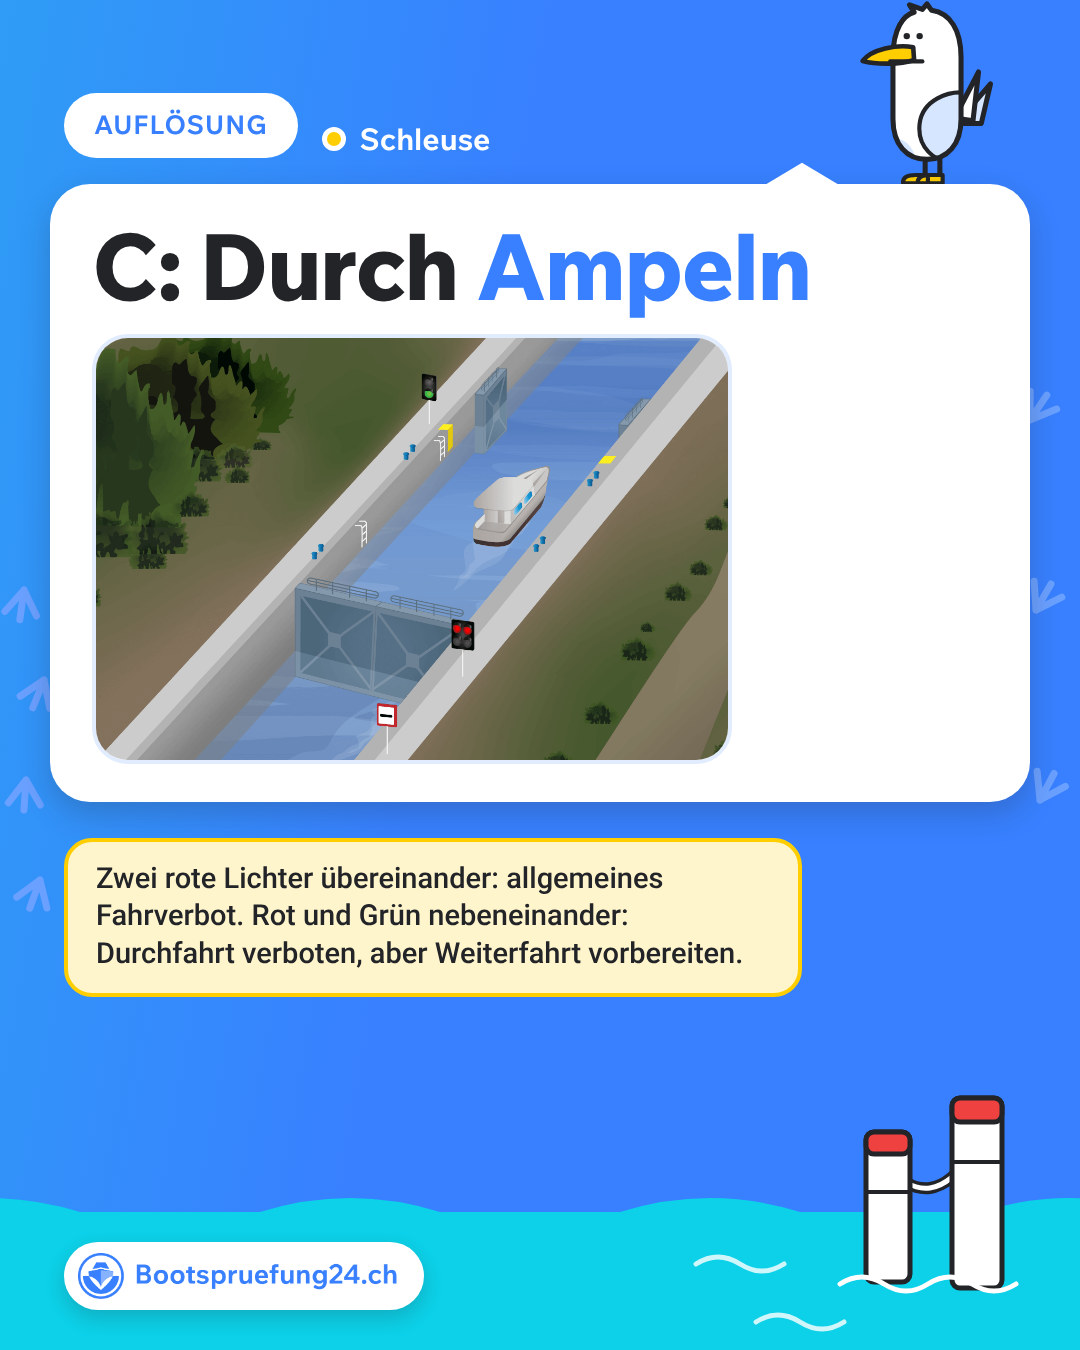 AUFLÖSUNG
Schleuse
C: Durch Ampeln
Zwei rote Lichter übereinander: allgemeines
Fahrverbot. Rot und Grün nebeneinander:
Durchfahrt verboten, aber Weiterfahrt vorbereiten.
Bootspruefung24.ch